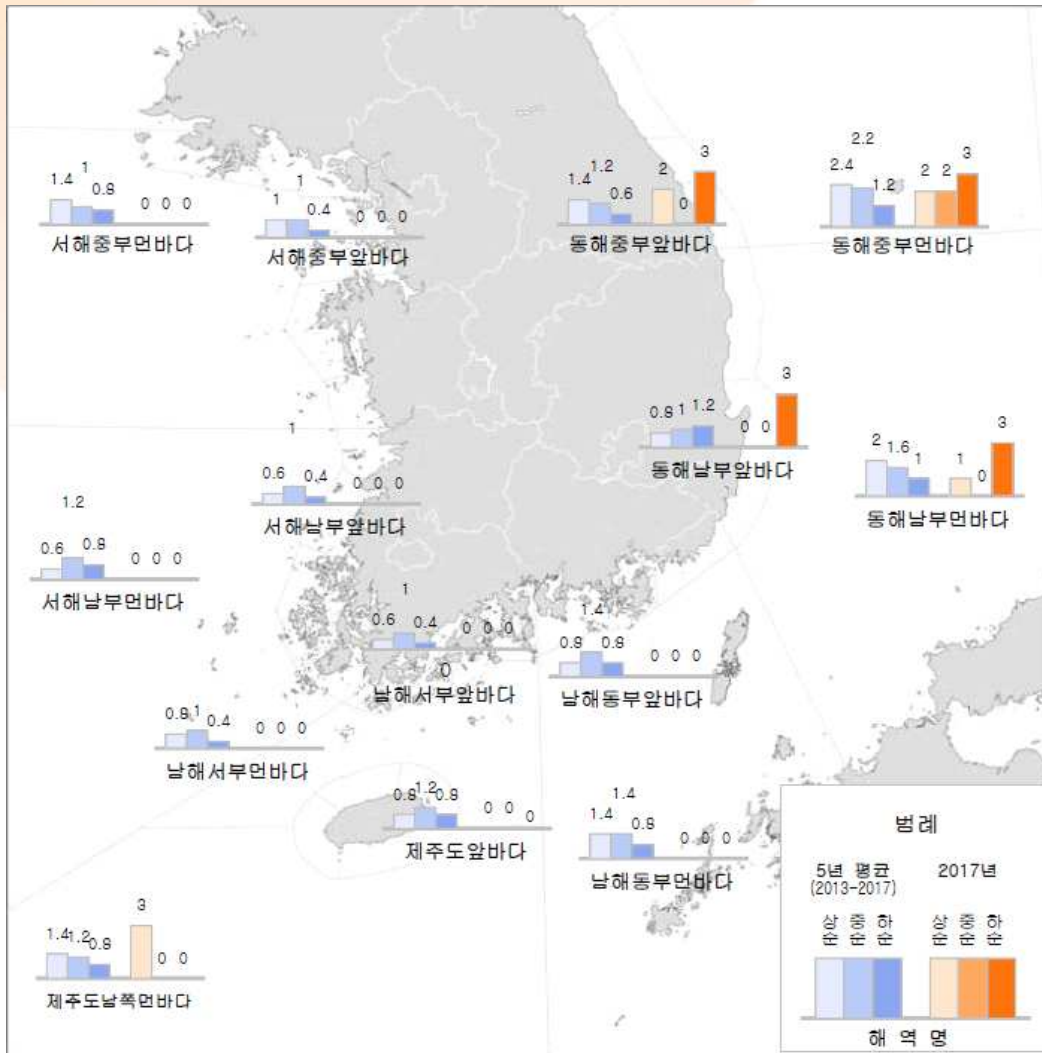 1.4 1 0.8 0 0 0
서해중부먼바다
1 1 0.4 0 0 0
서해중부앞바다
1.4 1.2 0.6 2 0 3
동해중부앞바다
2.4 2.2 1.2 2 2 3
동해중부먼바다
0.8 1 1.2 0 0 3
동해남부앞바다
2 1.6 1 1 0 3
동해남부먼바다
0.6 1 0.4 0 0 0
서해남부앞바다
0.6 1.2 0.8 0 0 0
서해남부먼바다
0.6 1 0.4 0 0 0
0
남해서부앞바다
0.8 1.4 0.8 0 0 0
남해동부앞바다
0.8 1 0.4 0 0 0
남해서부먼바다
0.8 1.2 0.8 0 0 0
제주도앞바다
1.4 1.4 0.8 0 0 0
남해동부먼바다
1.4 1.2 0.8 3 0 0
제주도남쪽먼바다
범례
5년 평균 2017년
(2013-2017)
상순 중순 하순 상순 중순 하순
해 역 명